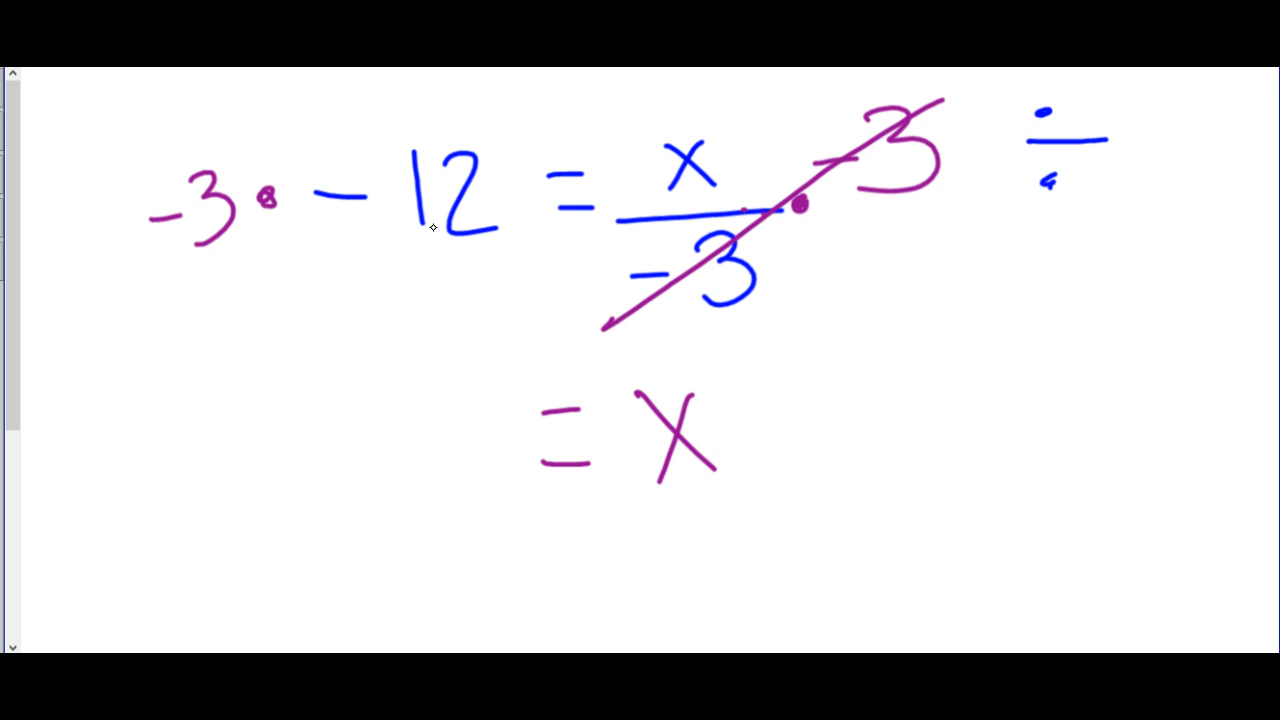 -3 • -12 = x/-3 • -3 ÷
= x